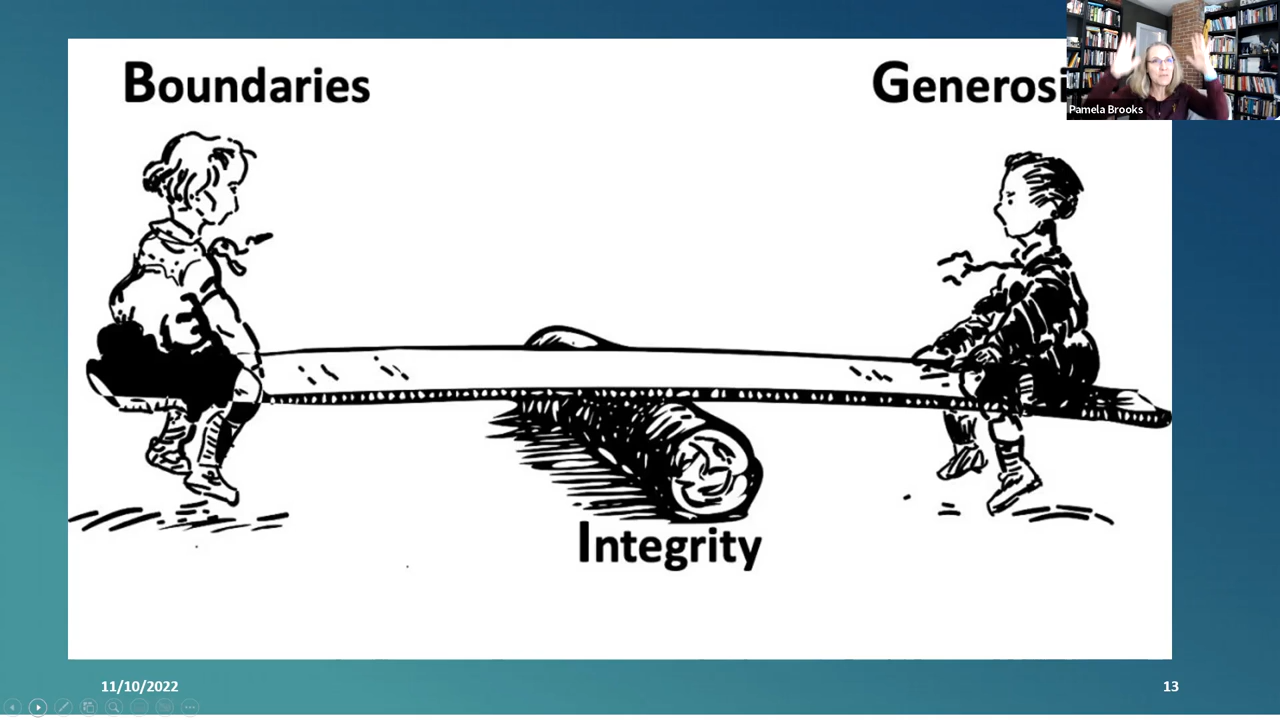 Boundaries
Generosi
Pamela Brooks
Integrity
11/10/2022
13